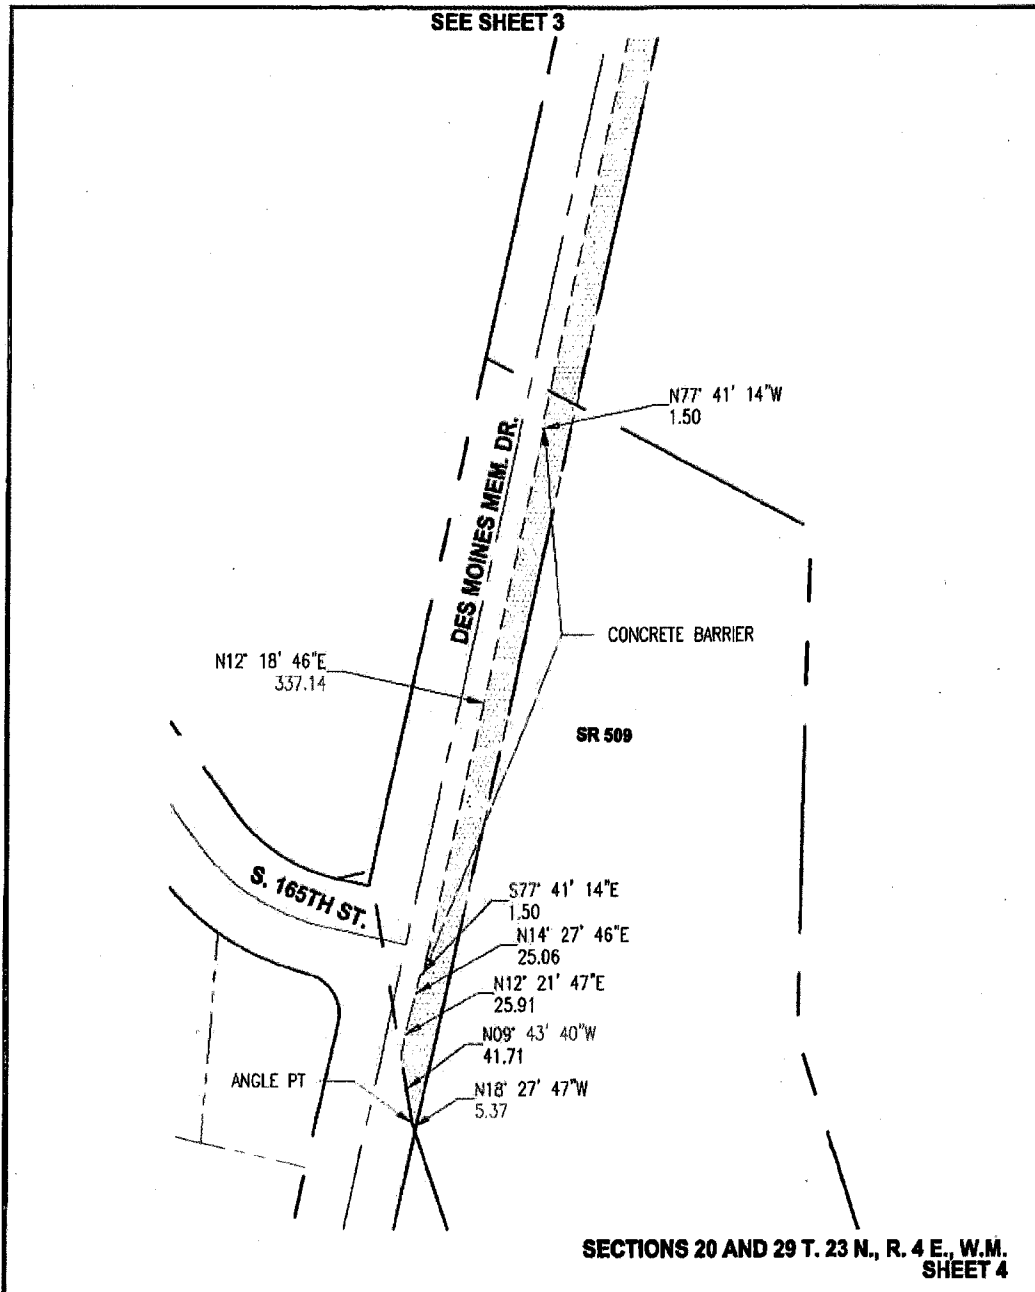 SEE SHEET 3
N77° 41' 14"W
1.50
DES MOINES MEM. DR.
CONCRETE BARRIER
N12° 18' 46"E
337.14
SR 509
S. 165TH ST.
S77° 41' 14"E
1.50
N14° 27' 46"E
25.06
N12° 21' 47"E
25.91
N09° 43' 40"W
41.71
ANGLE PT
N18° 27' 47"W
5.37
SECTIONS 20 AND 29 T. 23 N., R. 4 E., W.M.
SHEET 4